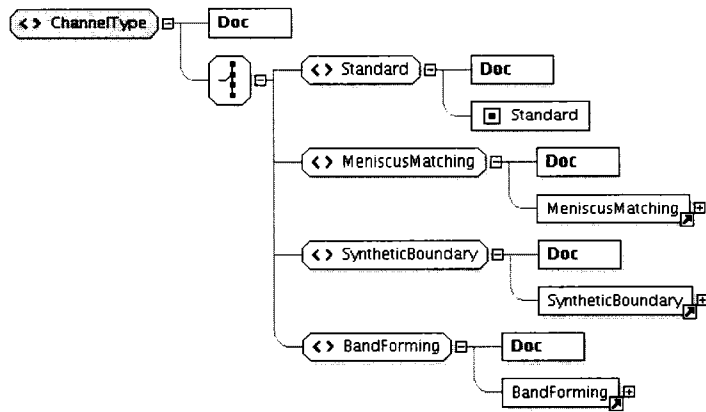 <> ChannelType
Doc
<> Standard
Doc
Standard
<> MeniscusMatching
Doc
MeniscusMatching
<> SyntheticBoundary
Doc
SyntheticBoundary
<> BandForming
Doc
BandForming